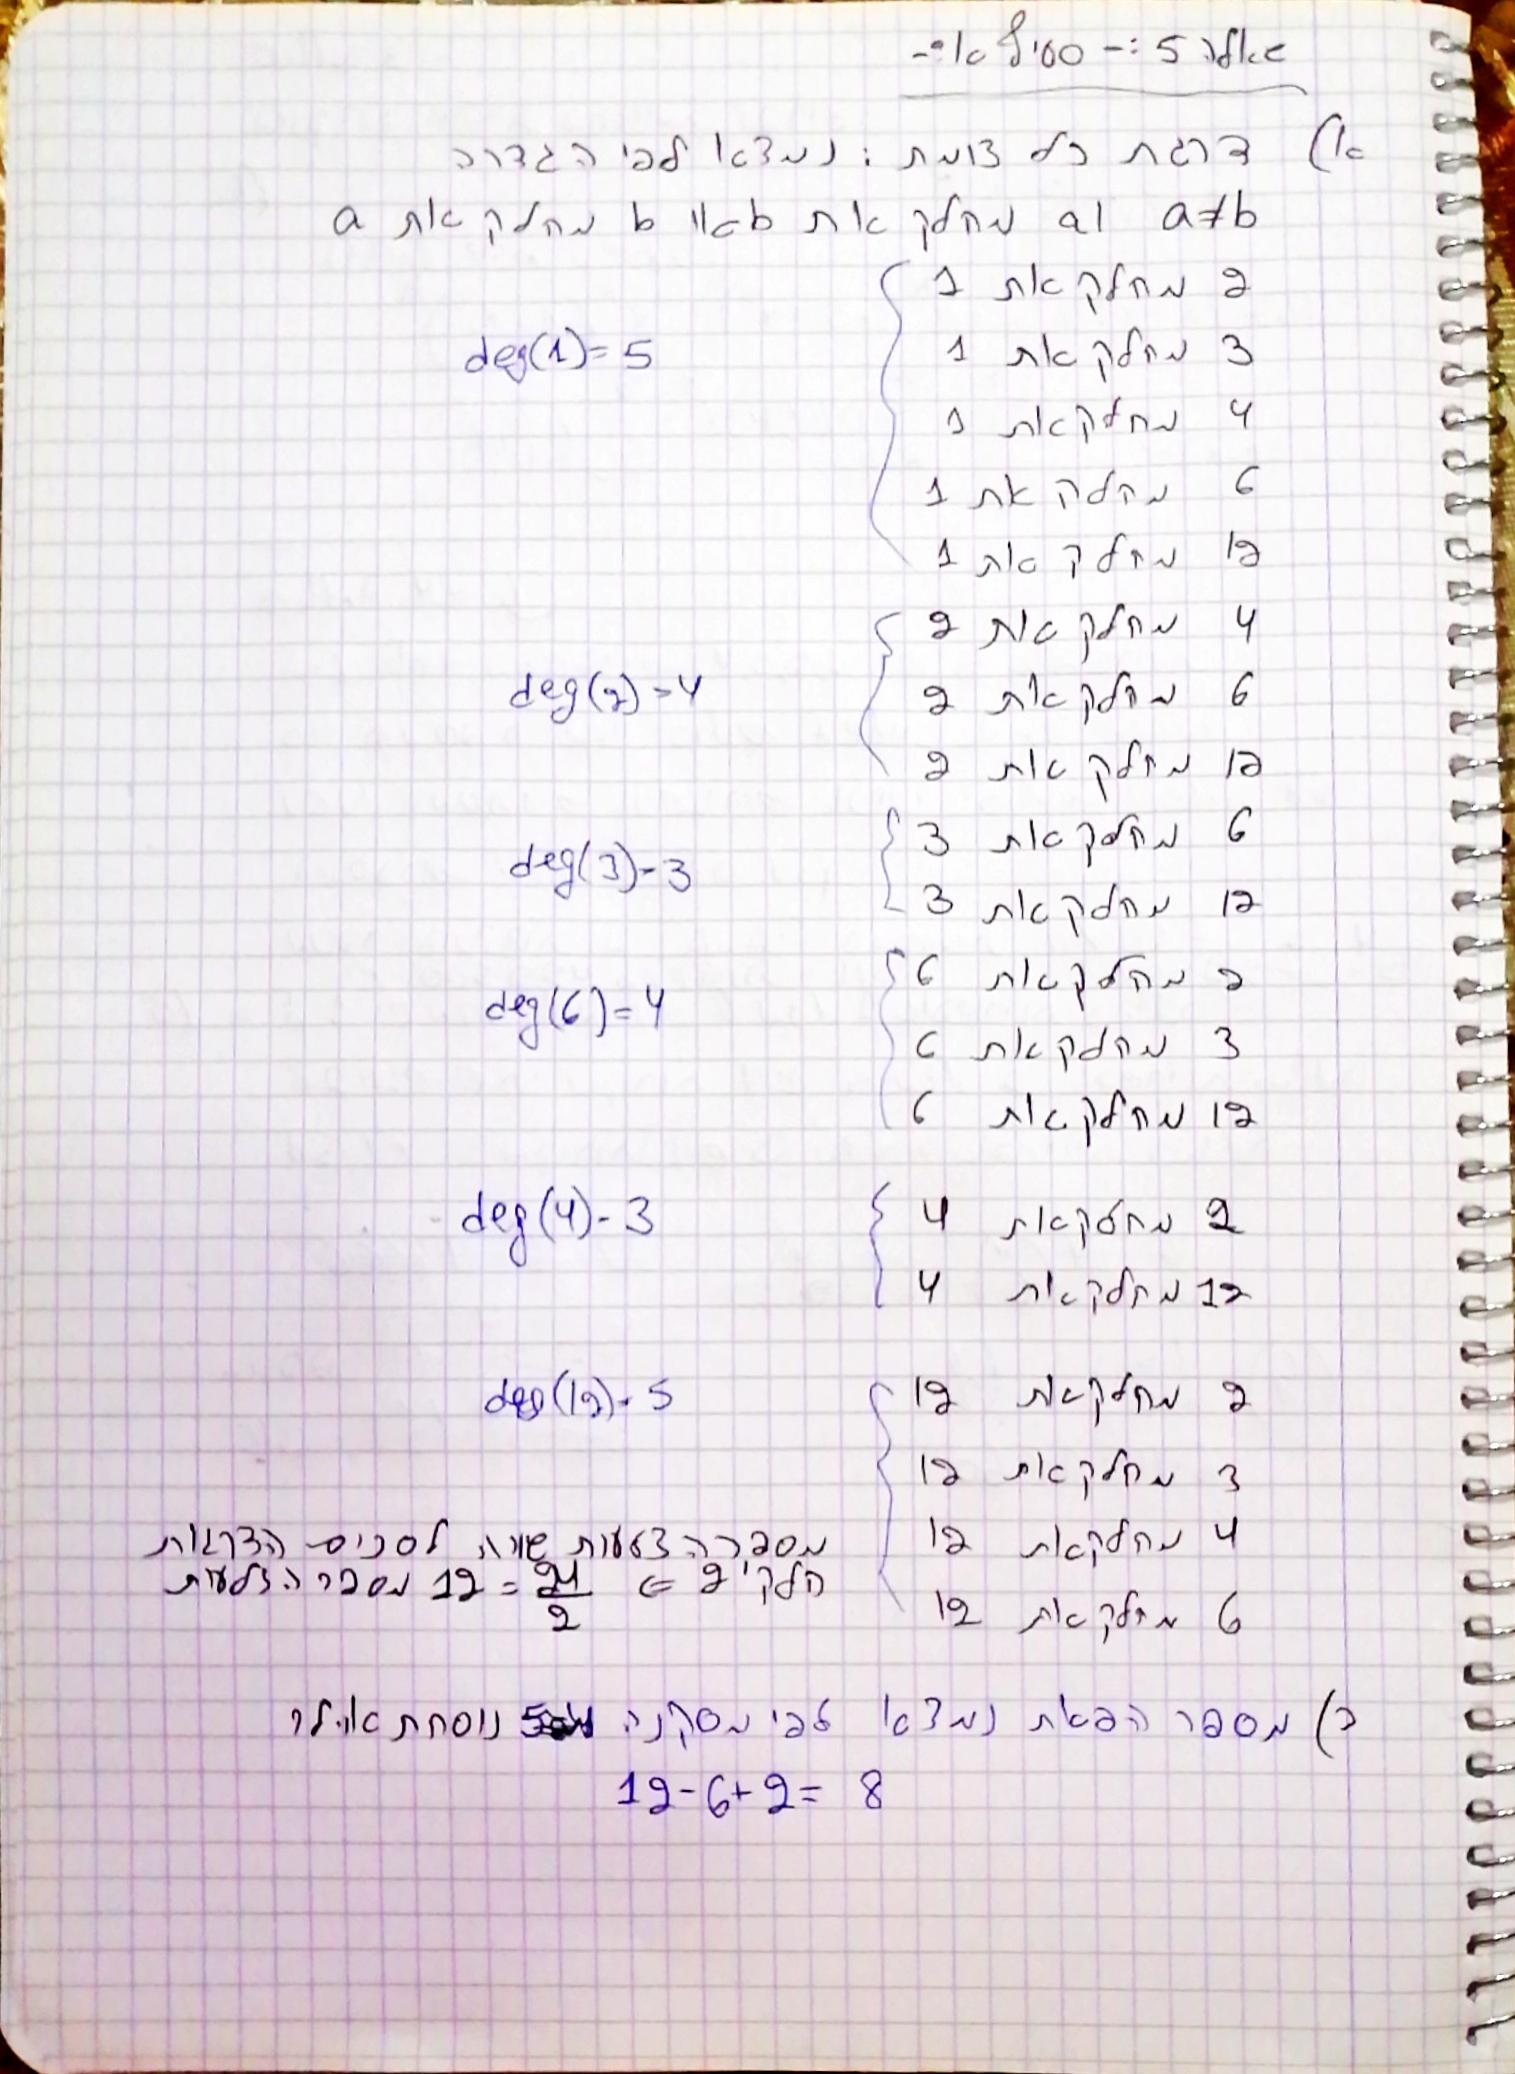 שאלה 5 :- סעיף א :-
א) דרגת כל צומת : נמצא לפי הגדרה
a≠b וa מחלק את b או b מחלק את a
2 מחלק את 1
3 מחלק את 1
deg(1)=5
4 מחלק את 1
6 מחלק את 1
12 מחלק את 1
4 מחלק את 2
6 מחלק את 2
deg(2)=4
12 מחלק את 2
6 מחלק את 3
deg(3)=3
12 מחלק את 3
2 מחלק את 6
deg(6)=4
3 מחלק את 6
12 מחלק את 6
2 מחלק את 4
deg(4)=3
12 מחלק את 4
2 מחלק את 12
deg(12)=5
3 מחלק את 12
4 מחלק את 12
6 מחלק את 12
מספר הצלעות שווה לסכום הדרגות
חלקי 2 ⇐ 24/2 = 12 מספר הצלעות
ב) מספר הפאת נמצא לפי מסקנה 5 נוסחת אוילר
12-6+2= 8